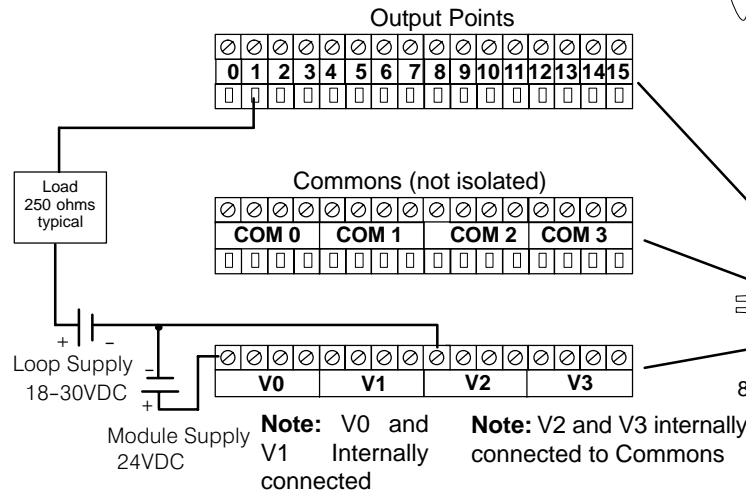 Output Points
0 1 2 3 4 5 6 7 8 9 10 11 12 13 14 15
Load
250 ohms
typical
Commons (not isolated)
COM 0 COM 1 COM 2 COM 3
+ -
Loop Supply
18-30VDC
-
+
V0 V1 V2 V3
Module Supply
24VDC
Note: V0 and
V1 Internally
connected
Note: V2 and V3 internally
connected to Commons
8